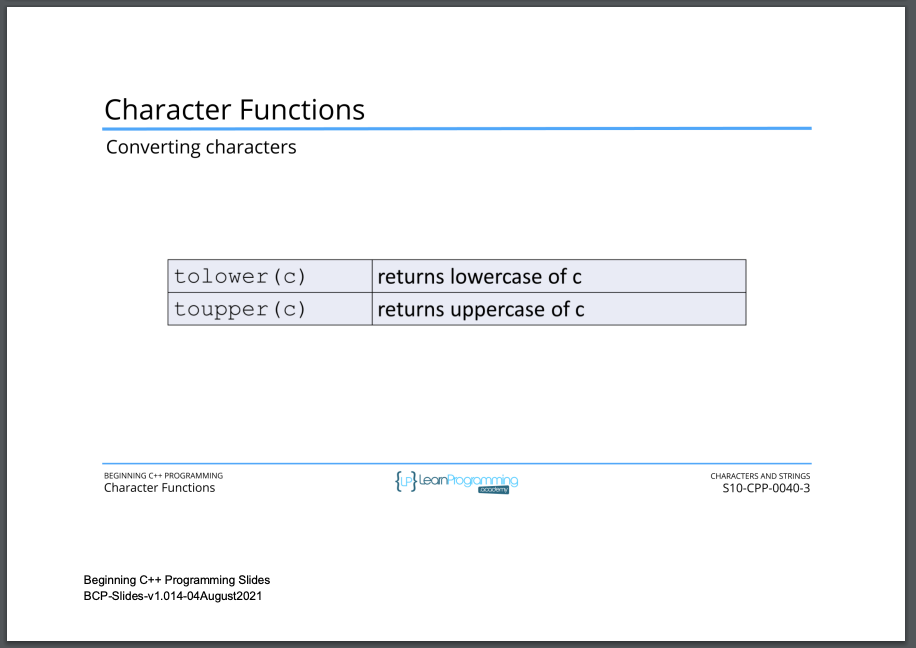 Character Functions
Converting characters
tolower(c) returns lowercase of c
toupper(c) returns uppercase of c
BEGINNING C++ PROGRAMMING
Character Functions
{LP} LearnProgramming
academy
CHARACTERS AND STRINGS
S10-CPP-0040-3
Beginning C++ Programming Slides
BCP-Slides-v1.014-04August2021